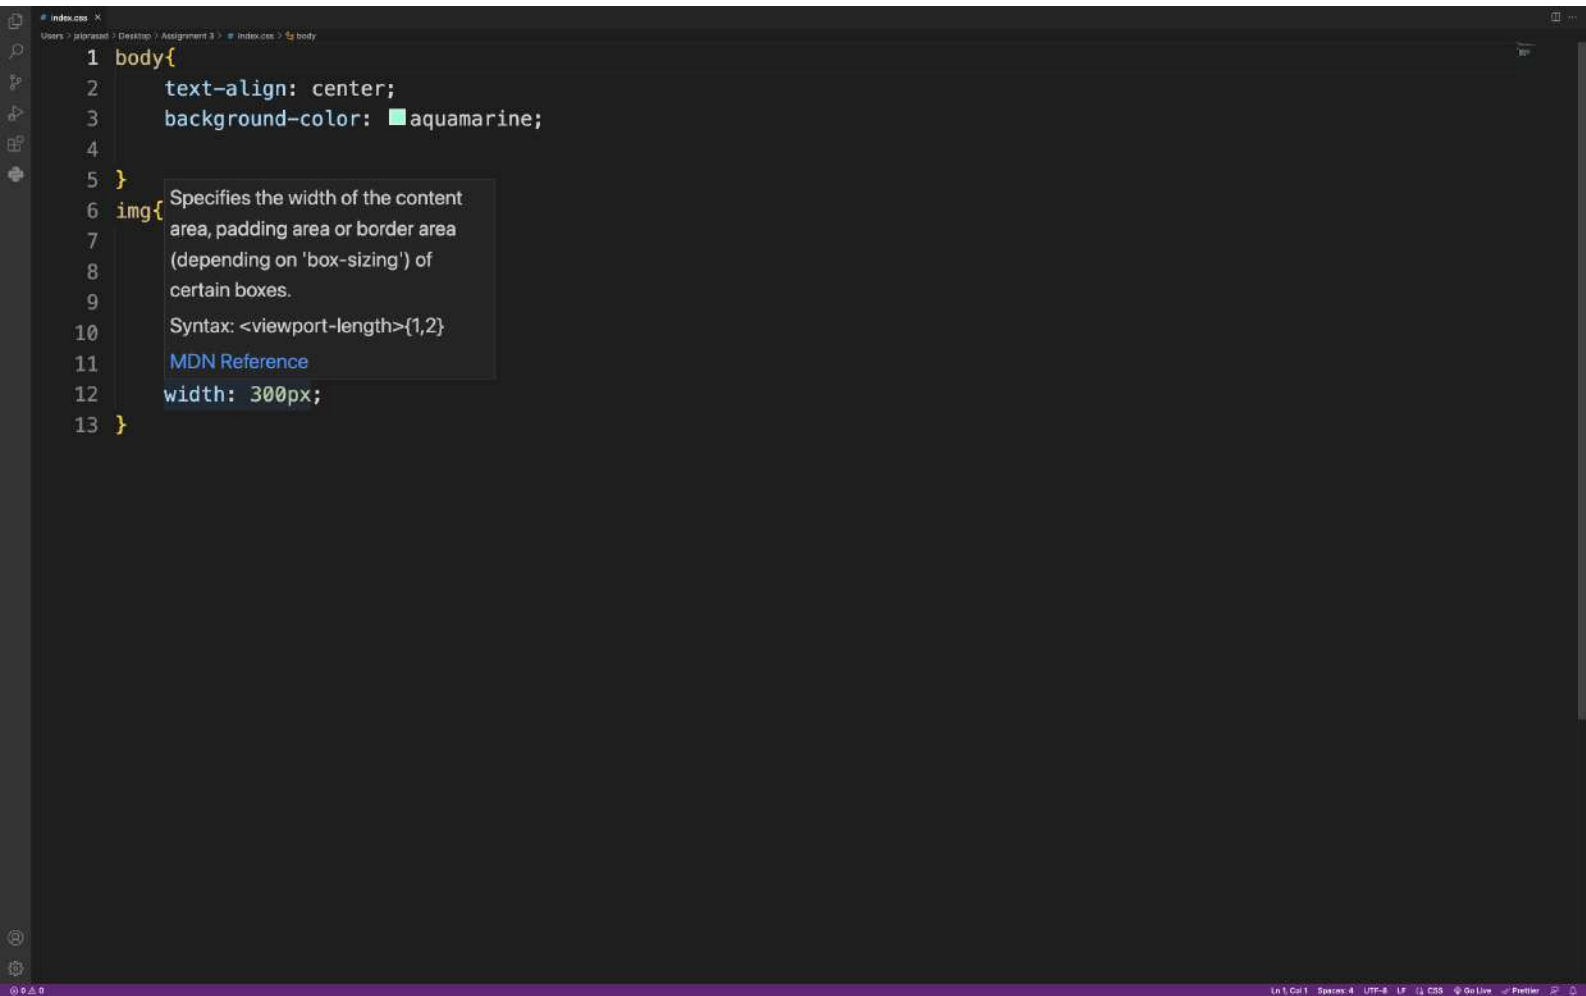 # index.css ×
Users > jaiprasad > Desktop > Assignment 3 > # index.css > body
1 body{
2 text-align: center;
3 background-color: aquamarine;
4
5 }
6 img{
7
8
9
10
11
12 width: 300px;
13 }
Specifies the width of the content
area, padding area or border area
(depending on 'box-sizing') of
certain boxes.
Syntax: <viewport-length>{1,2}
MDN Reference
0 0
Ln 1, Col 1 Spaces: 4 UTF-8 LF CSS Go Live Prettier